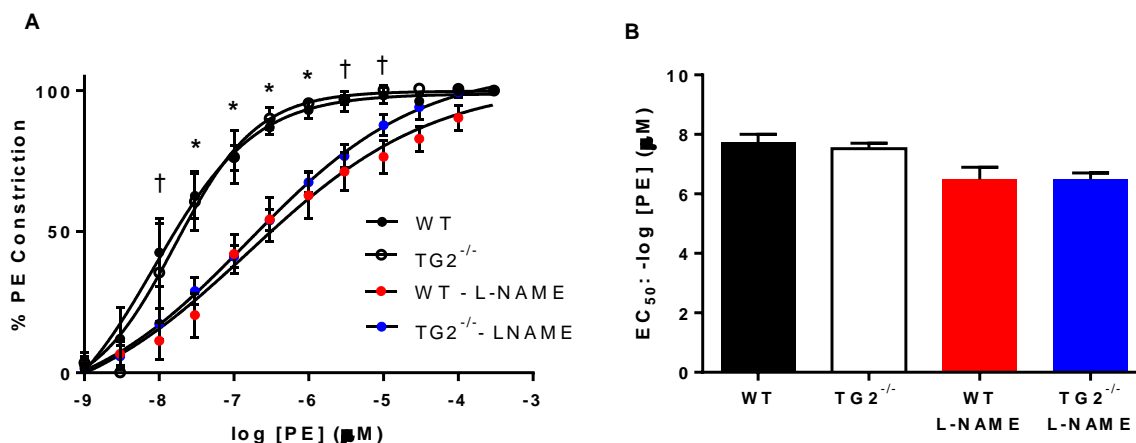 A
% PE Constriction
100
50
0
† * * * * † †
WT
TG2-/-
WT - L-NAME
TG2-/-- LNAME
-9 -8 -7 -6 -5 -4 -3
log [PE] (μM)
B
EC50: -log [PE] (μM)
10
8
6
4
2
0
WT
TG2-/-
WT
L-NAME
TG2-/-
L-NAME